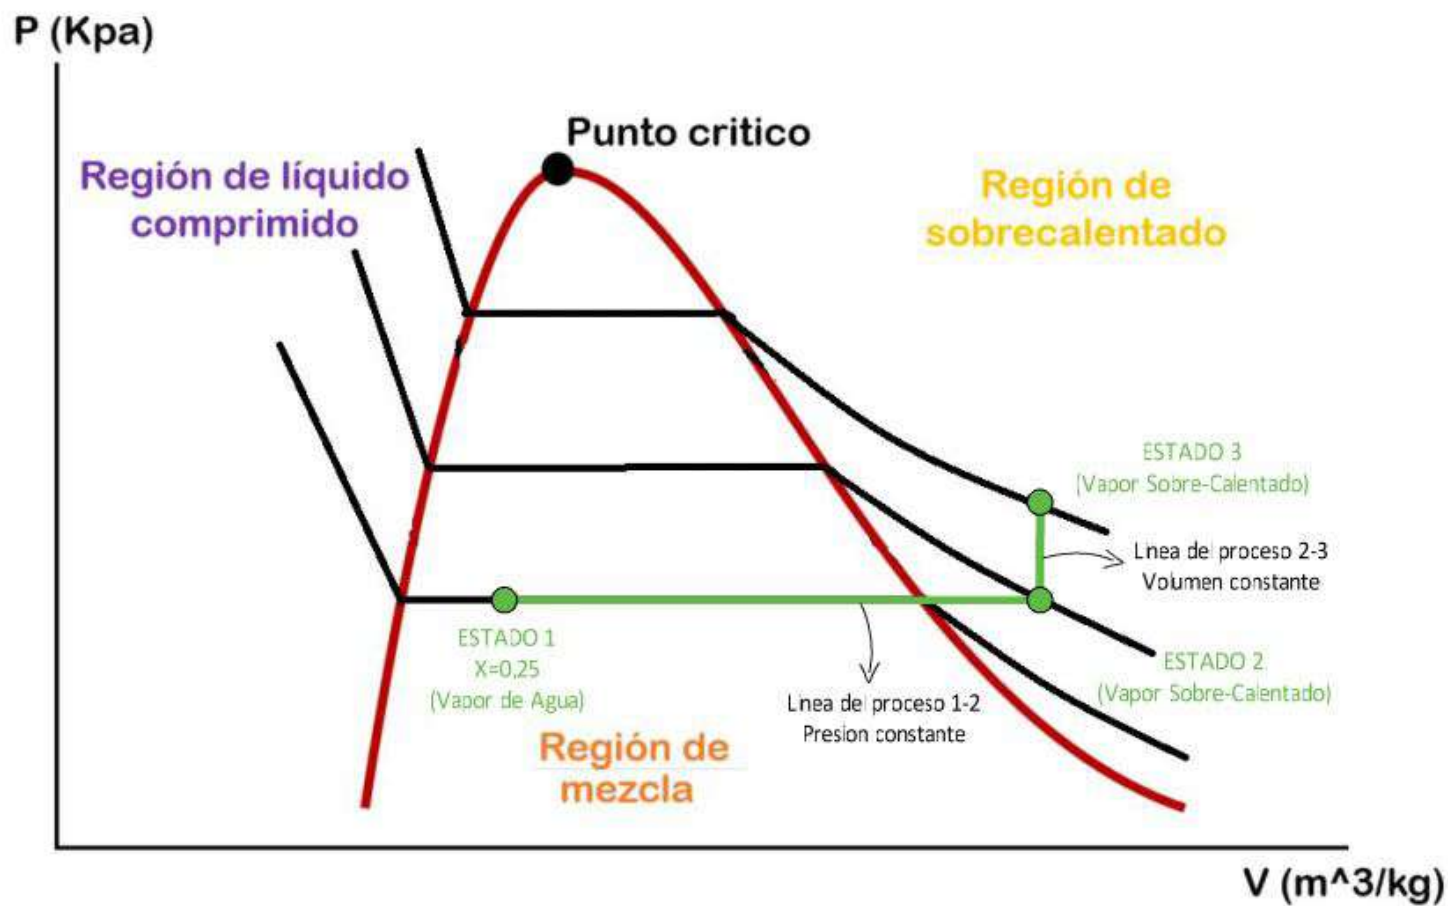 P (Kpa)
Punto critico
Región de líquido
comprimido
Región de
sobrecalentado
ESTADO 3
(Vapor Sobre-Calentado)
Linea del proceso 2-3
Volumen constante
ESTADO 1
X=0,25
(Vapor de Agua)
ESTADO 2
(Vapor Sobre-Calentado)
Linea del proceso 1-2
Presion constante
Región de
mezcla
V (m^3/kg)